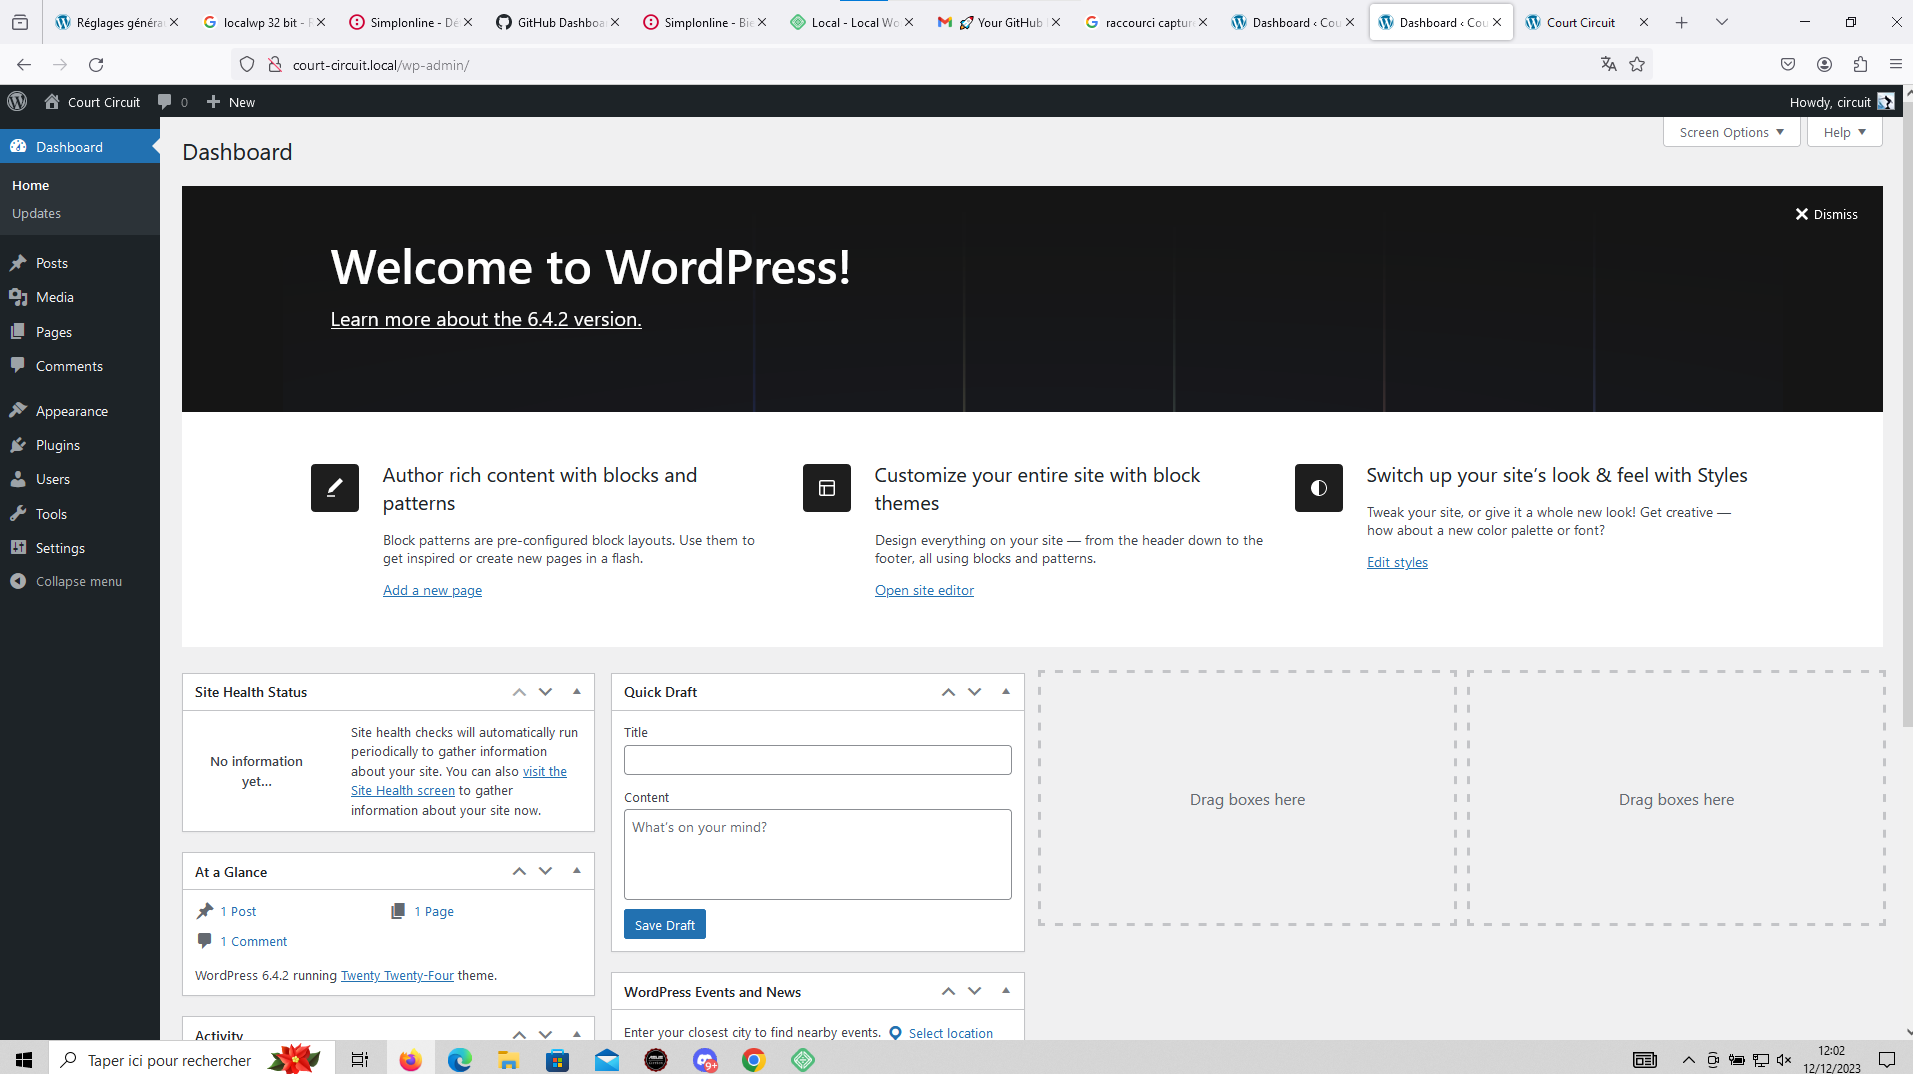 Réglages généra
localwp 32 bit - R
Simplonline - Dé
GitHub Dashboa
Simplonline - Bie
Local - Local Wo
Your GitHub
raccourci captur
Dashboard ‹ Cou
Dashboard ‹ Cou
Court Circuit
court-circuit.local/wp-admin/
Court Circuit
0
New
Howdy, circuit
Dashboard
Home
Updates
Posts
Media
Pages
Comments
Appearance
Plugins
Users
Tools
Settings
Collapse menu
Screen Options
Help
Dashboard
Dismiss
Welcome to WordPress!
Learn more about the 6.4.2 version.
Author rich content with blocks and
patterns
Block patterns are pre-configured block layouts. Use them to
get inspired or create new pages in a flash.
Add a new page
Customize your entire site with block
themes
Design everything on your site — from the header down to the
footer, all using blocks and patterns.
Open site editor
Switch up your site’s look & feel with Styles
Tweak your site, or give it a whole new look! Get creative —
how about a new color palette or font?
Edit styles
Site Health Status
No information
yet...
Site health checks will automatically run
periodically to gather information
about your site. You can also visit the
Site Health screen to gather
information about your site now.
At a Glance
1 Post
1 Page
1 Comment
WordPress 6.4.2 running Twenty Twenty-Four theme.
Activity
Quick Draft
Title
Content
What’s on your mind?
Save Draft
WordPress Events and News
Enter your closest city to find nearby events.
Select location
Drag boxes here
Drag boxes here
Taper ici pour rechercher
9+
12:02
12/12/2023